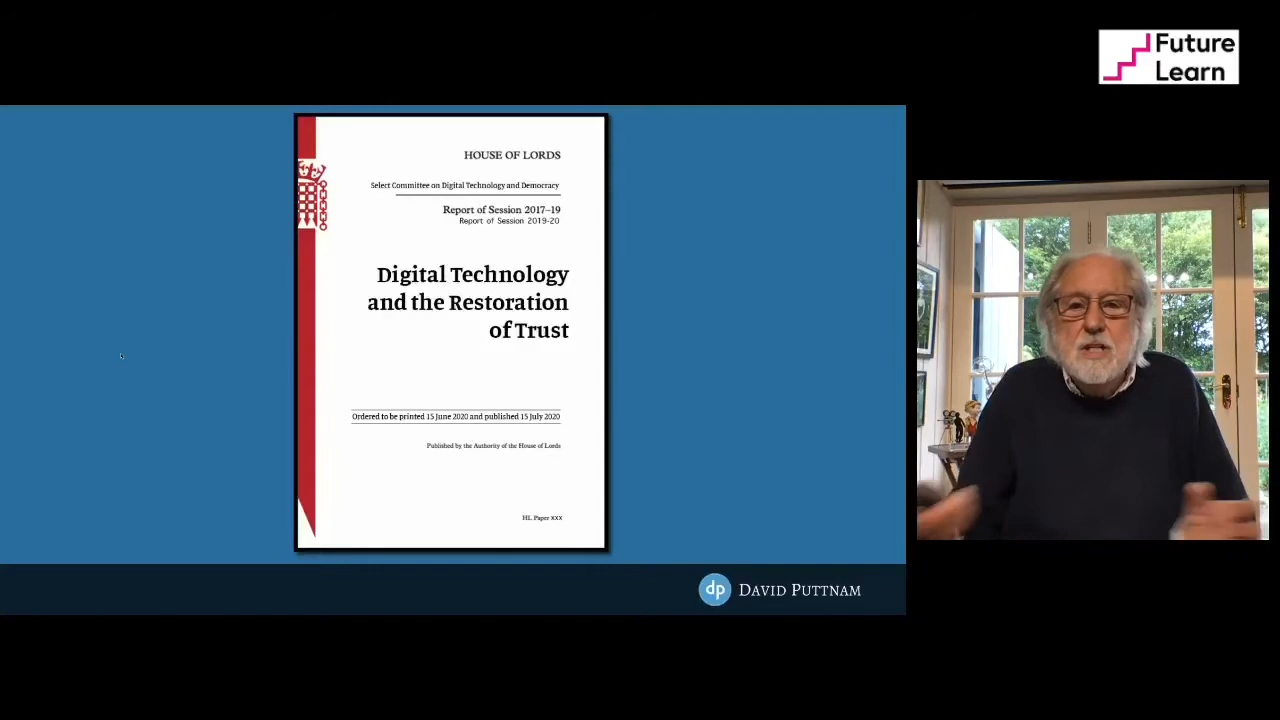 Future
Learn
HOUSE OF LORDS
Select Committee on Digital Technology and Democracy
Report of Session 2017–19
Report of Session 2019-20
Digital Technology
and the Restoration
of Trust
Ordered to be printed 15 June 2020 and published 15 July 2020
Published by the Authority of the House of Lords
HL Paper xxx
dp DAVID PUTTNAM